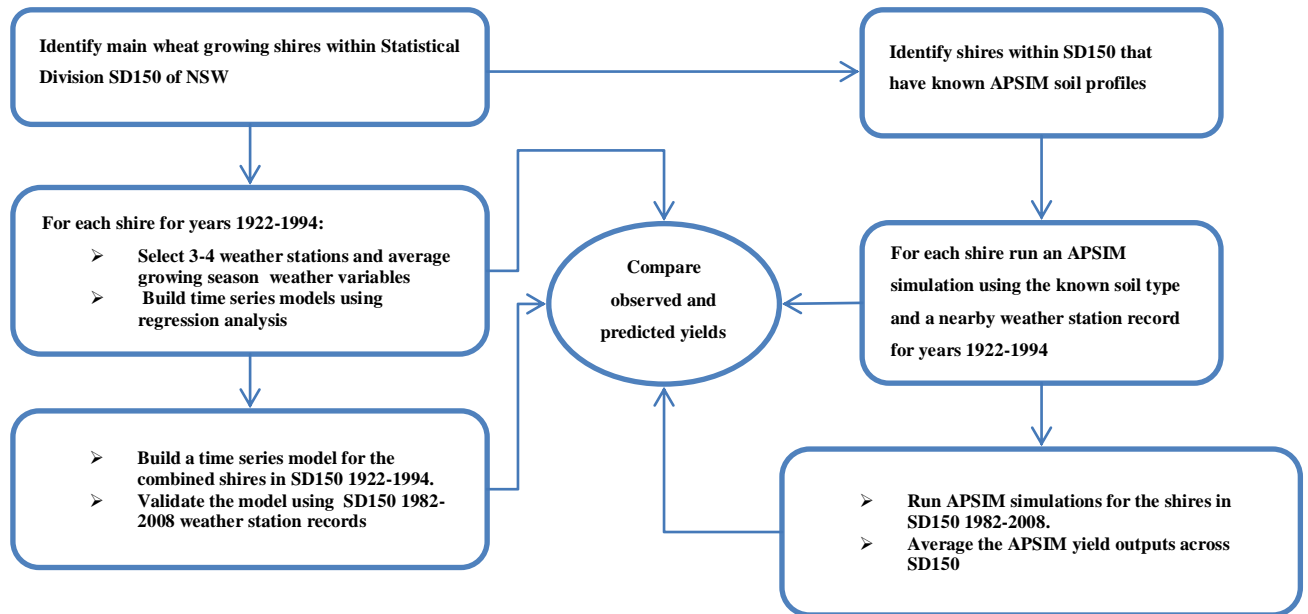 Identify main wheat growing shires within Statistical
Division SD150 of NSW
Identify shires within SD150 that
have known APSIM soil profiles
For each shire for years 1922-1994:
➢ Select 3-4 weather stations and average
growing season weather variables
➢ Build time series models using
regression analysis
Compare
observed and
predicted yields
For each shire run an APSIM
simulation using the known soil type
and a nearby weather station record
for years 1922-1994
➢ Build a time series model for the
combined shires in SD150 1922-1994.
➢ Validate the model using SD150 1982-
2008 weather station records
➢ Run APSIM simulations for the shires in
SD150 1982-2008.
➢ Average the APSIM yield outputs across
SD150